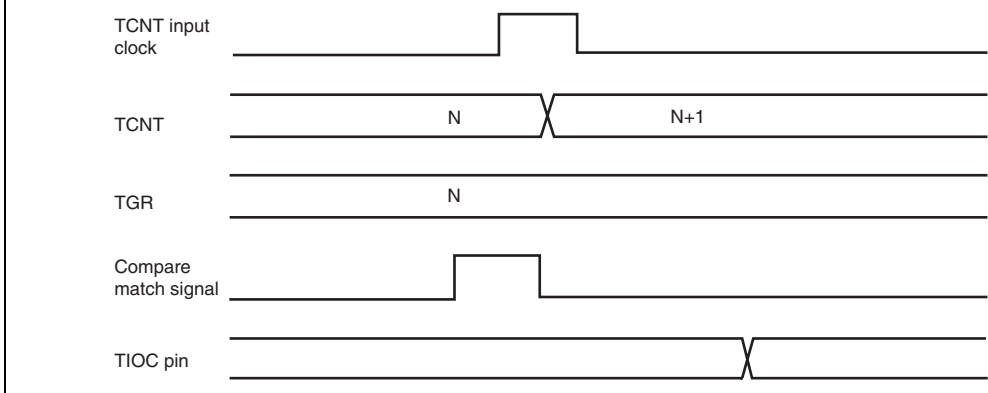 TCNT input
clock
TCNT
N
N+1
TGR
N
Compare
match signal
TIOC pin